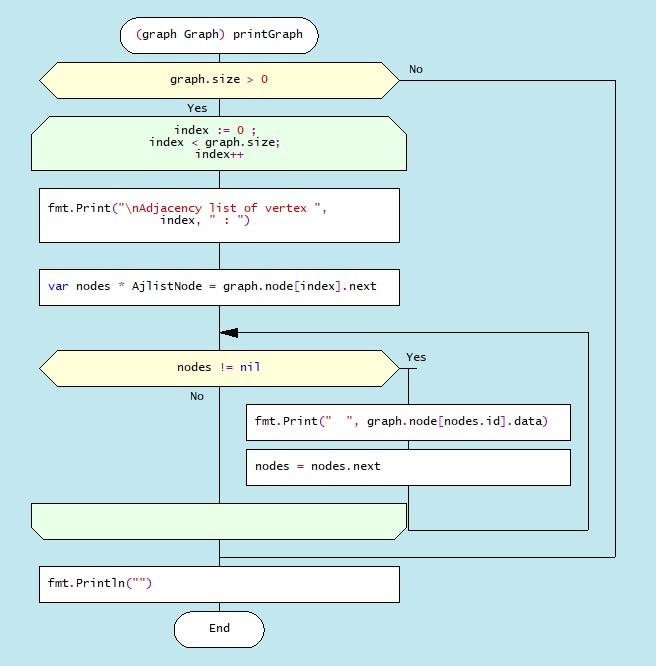 (graph Graph) printGraph
graph.size > 0
No
Yes
index := 0 ;
index < graph.size;
index++
fmt.Print("\nAdjacency list of vertex ",
index, " : ")
var nodes * AjlistNode = graph.node[index].next
nodes != nil
Yes
No
fmt.Print("  ", graph.node[nodes.id].data)
nodes = nodes.next
fmt.Println("")
End